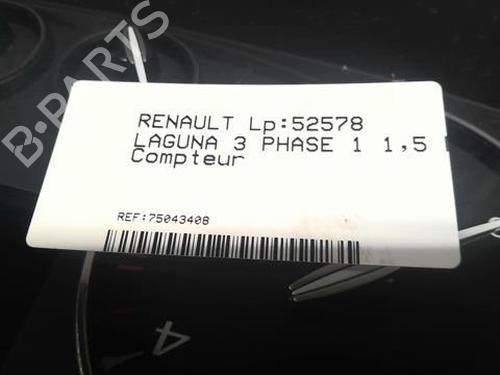 B-PARTS
RENAULT Lp:52578
LAGUNA 3 PHASE 1 1,5
Compteur
REF:75043408
4